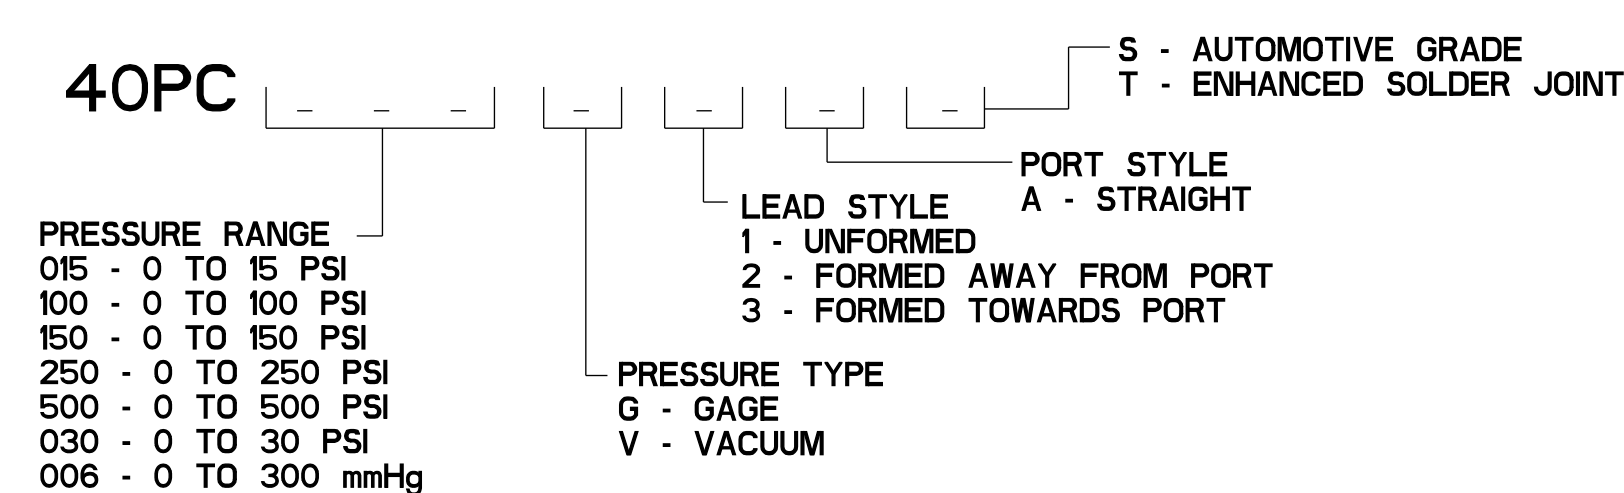 40PC _ _ _ _ _ _ _
S - AUTOMOTIVE GRADE
T - ENHANCED SOLDER JOINT
PORT STYLE
A - STRAIGHT
LEAD STYLE
1 - UNFORMED
2 - FORMED AWAY FROM PORT
3 - FORMED TOWARDS PORT
PRESSURE RANGE
015 - 0 TO 15 PSI
100 - 0 TO 100 PSI
150 - 0 TO 150 PSI
250 - 0 TO 250 PSI
500 - 0 TO 500 PSI
030 - 0 TO 30 PSI
006 - 0 TO 300 mmHg
PRESSURE TYPE
G - GAGE
V - VACUUM